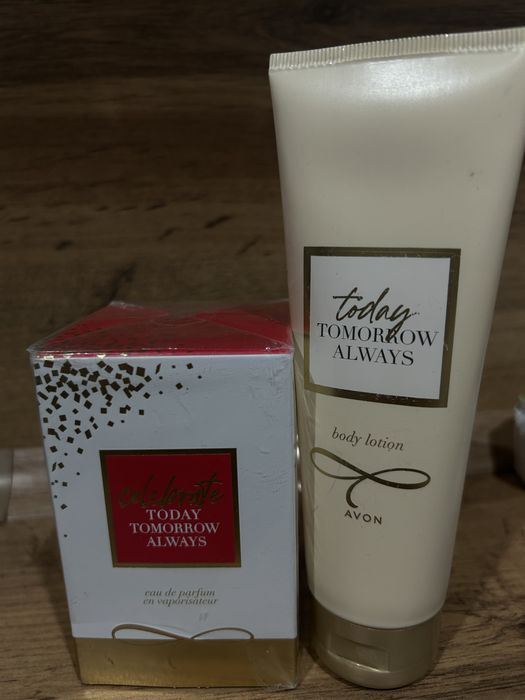 today
TOMORROW
ALWAYS
body lotion
AVON
celebrate
TODAY
TOMORROW
ALWAYS
eau de parfum
en vaporisateur